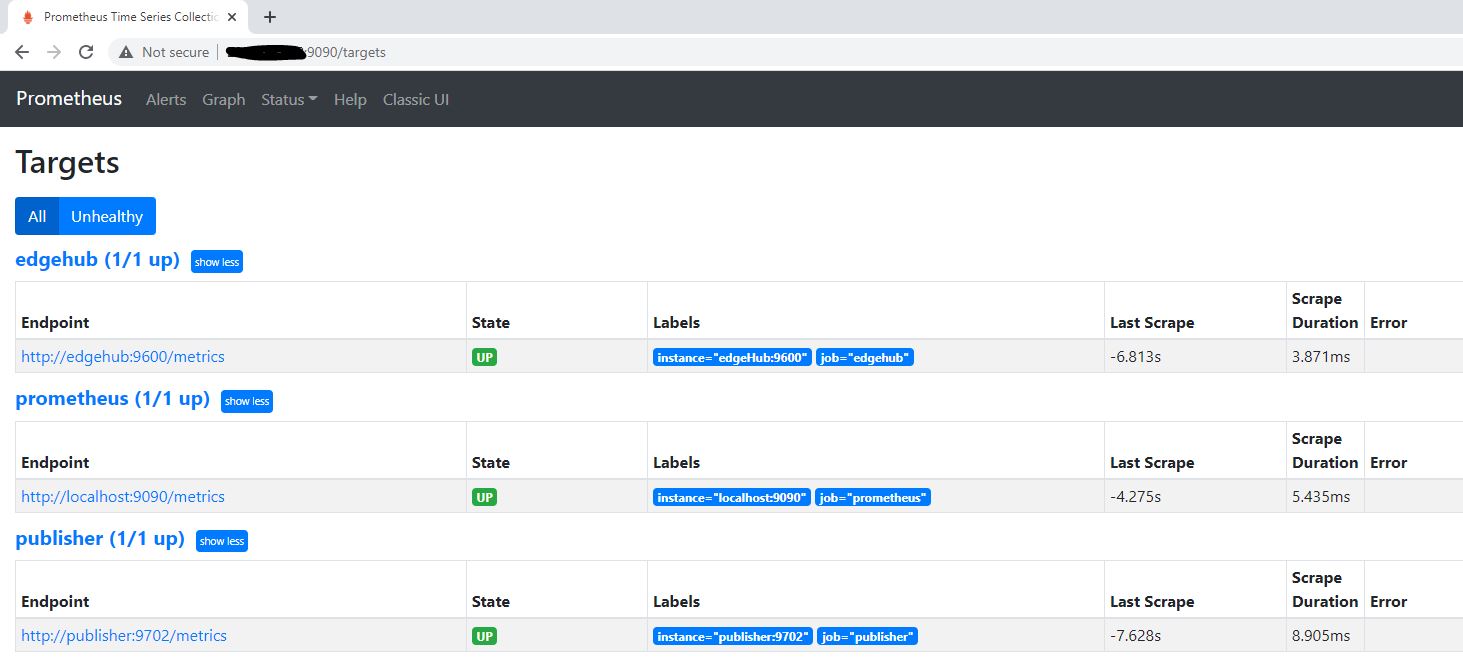 Prometheus Time Series Collectic
Not secure :9090/targets
Prometheus Alerts Graph Status Help Classic UI
Targets
All Unhealthy
edgehub (1/1 up) show less
Endpoint State Labels Last Scrape Scrape Duration Error
http://edgehub:9600/metrics UP instance="edgeHub:9600" job="edgehub" -6.813s 3.871ms
prometheus (1/1 up) show less
Endpoint State Labels Last Scrape Scrape Duration Error
http://localhost:9090/metrics UP instance="localhost:9090" job="prometheus" -4.275s 5.435ms
publisher (1/1 up) show less
Endpoint State Labels Last Scrape Scrape Duration Error
http://publisher:9702/metrics UP instance="publisher:9702" job="publisher" -7.628s 8.905ms